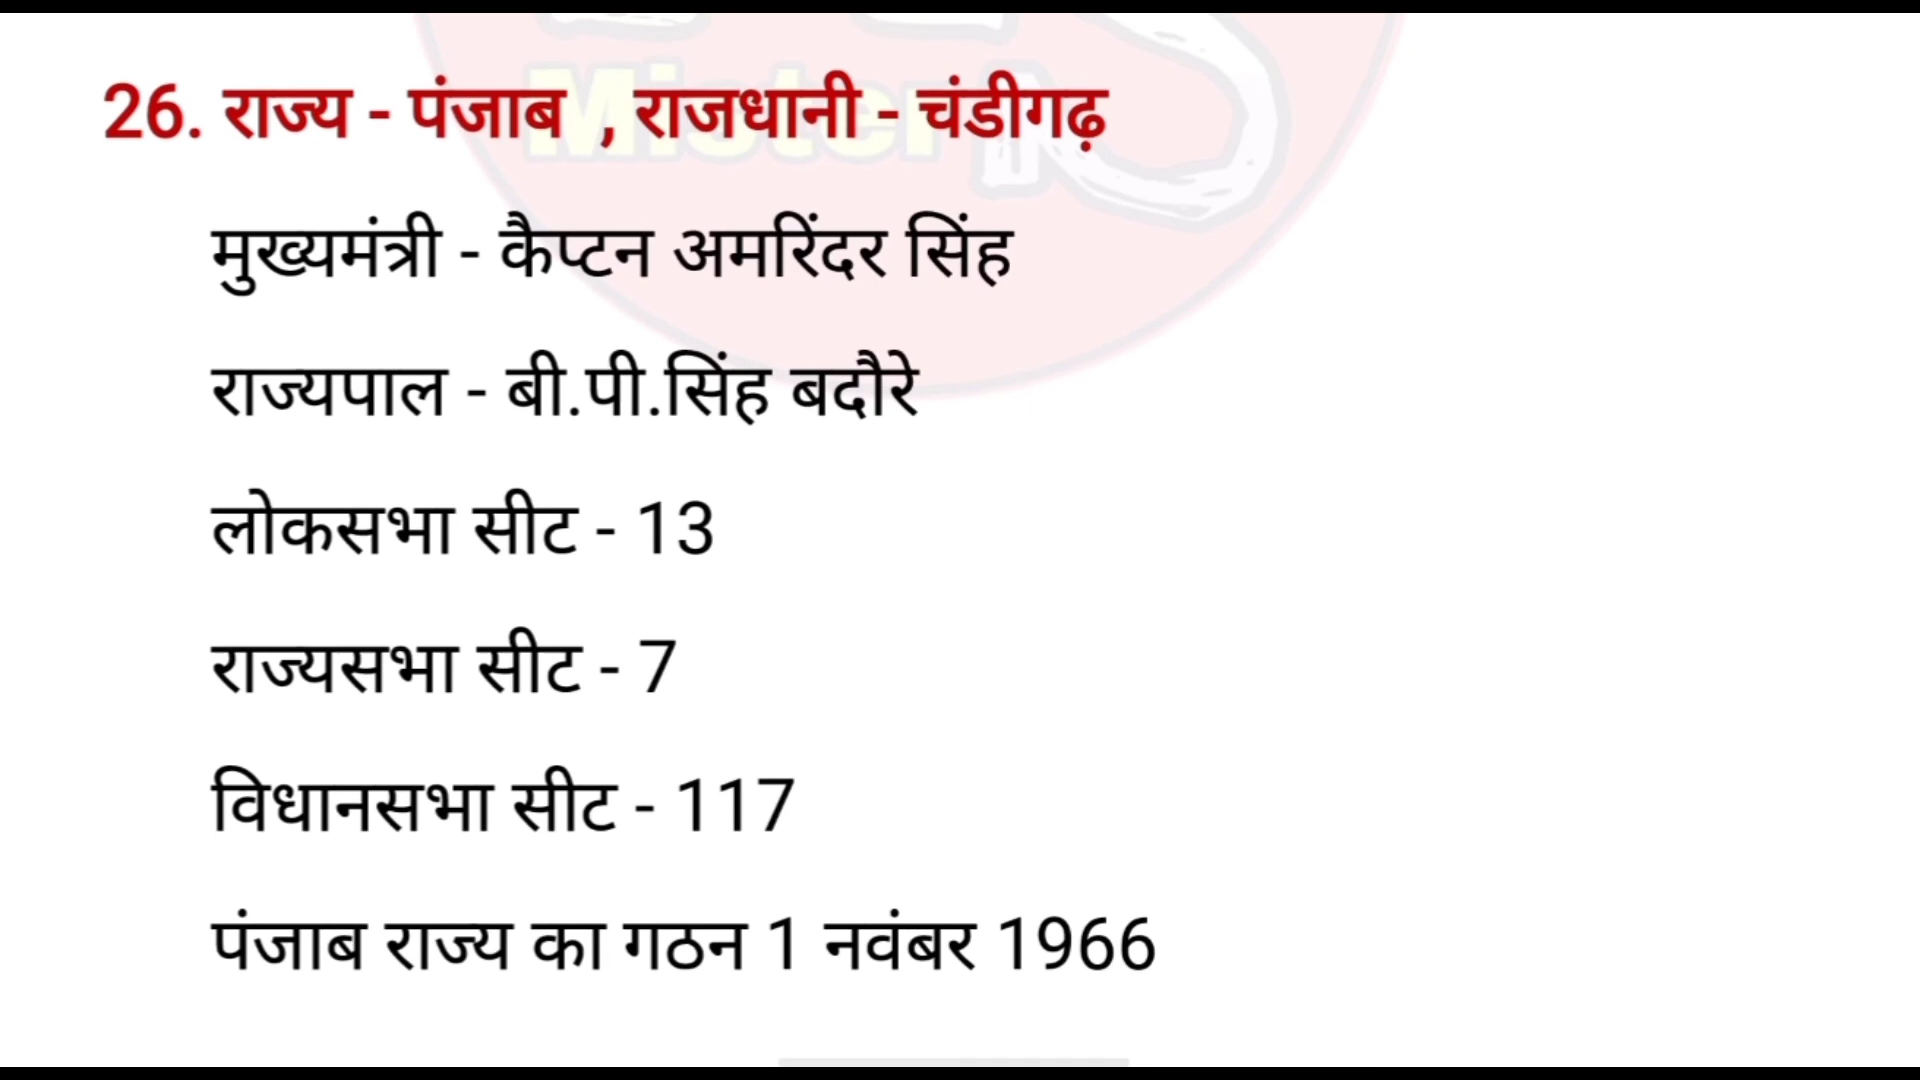 26. राज्य - पंजाब , राजधानी - चंडीगढ़
मुख्यमंत्री - कैप्टन अमरिंदर सिंह
राज्यपाल - बी.पी.सिंह बदौरे
लोकसभा सीट - 13
राज्यसभा सीट - 7
विधानसभा सीट - 117
पंजाब राज्य का गठन 1 नवंबर 1966
Mister